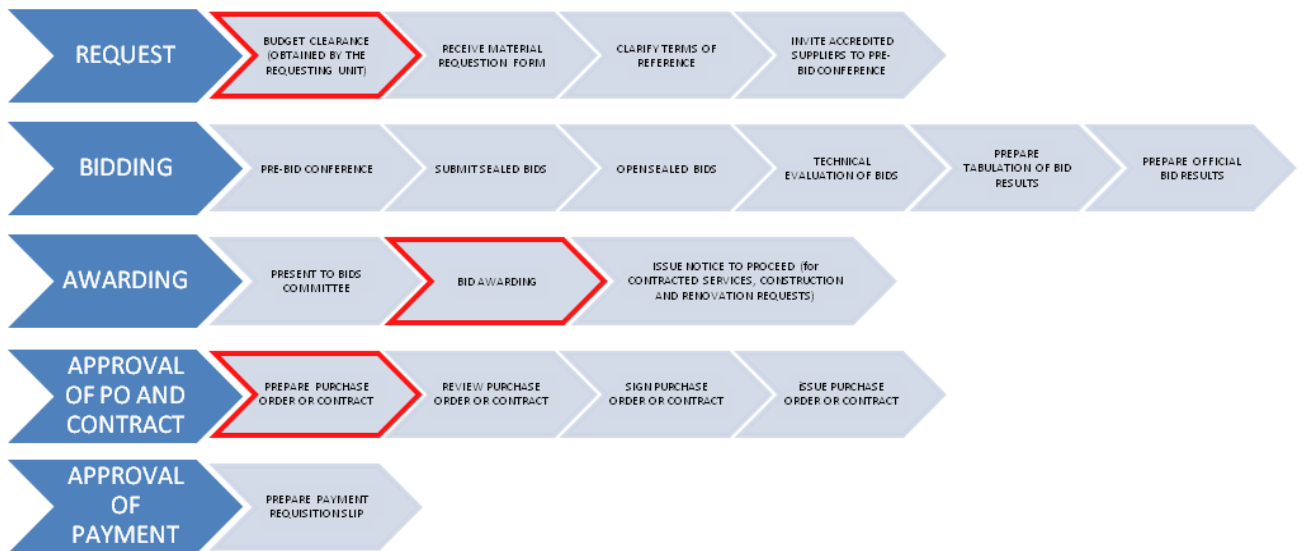 REQUEST
BUDGET CLEARANCE
(OBTAINED BY THE
REQUESTING UNIT)
RECEIVE MATERIAL
REQUESTION FORM
CLARIFY TERMS OF
REFERENCE
INVITE ACCREDITED
SUPPLIERS TO PRE-
BID CONFERENCE
BIDDING
PRE-BID CONFERENCE
SUBMIT SEALED BIDS
OPEN SEALED BIDS
TECHNICAL
EVALUATION OF BIDS
PREPARE
TABULATION OF BID
RESULTS
PREPARE OFFICIAL
BID RESULTS
AWARDING
PRESENT TO BIDS
COMMITTEE
BID AWARDING
ISSUE NOTICE TO PROCEED (for
CONTRACTED SERVICES, CONSTRUCTION
AND RENOVATION REQUESTS)
APPROVAL
OF PO AND
CONTRACT
PREPARE PURCHASE
ORDER OR CONTRACT
REVIEW PURCHASE
ORDER OR CONTRACT
SIGN PURCHASE
ORDER OR CONTRACT
iSSUE PURCHASE
ORDER OR CONTRACT
APPROVAL
OF
PAYMENT
PREPARE PAYMENT
REQUISITION SLIP